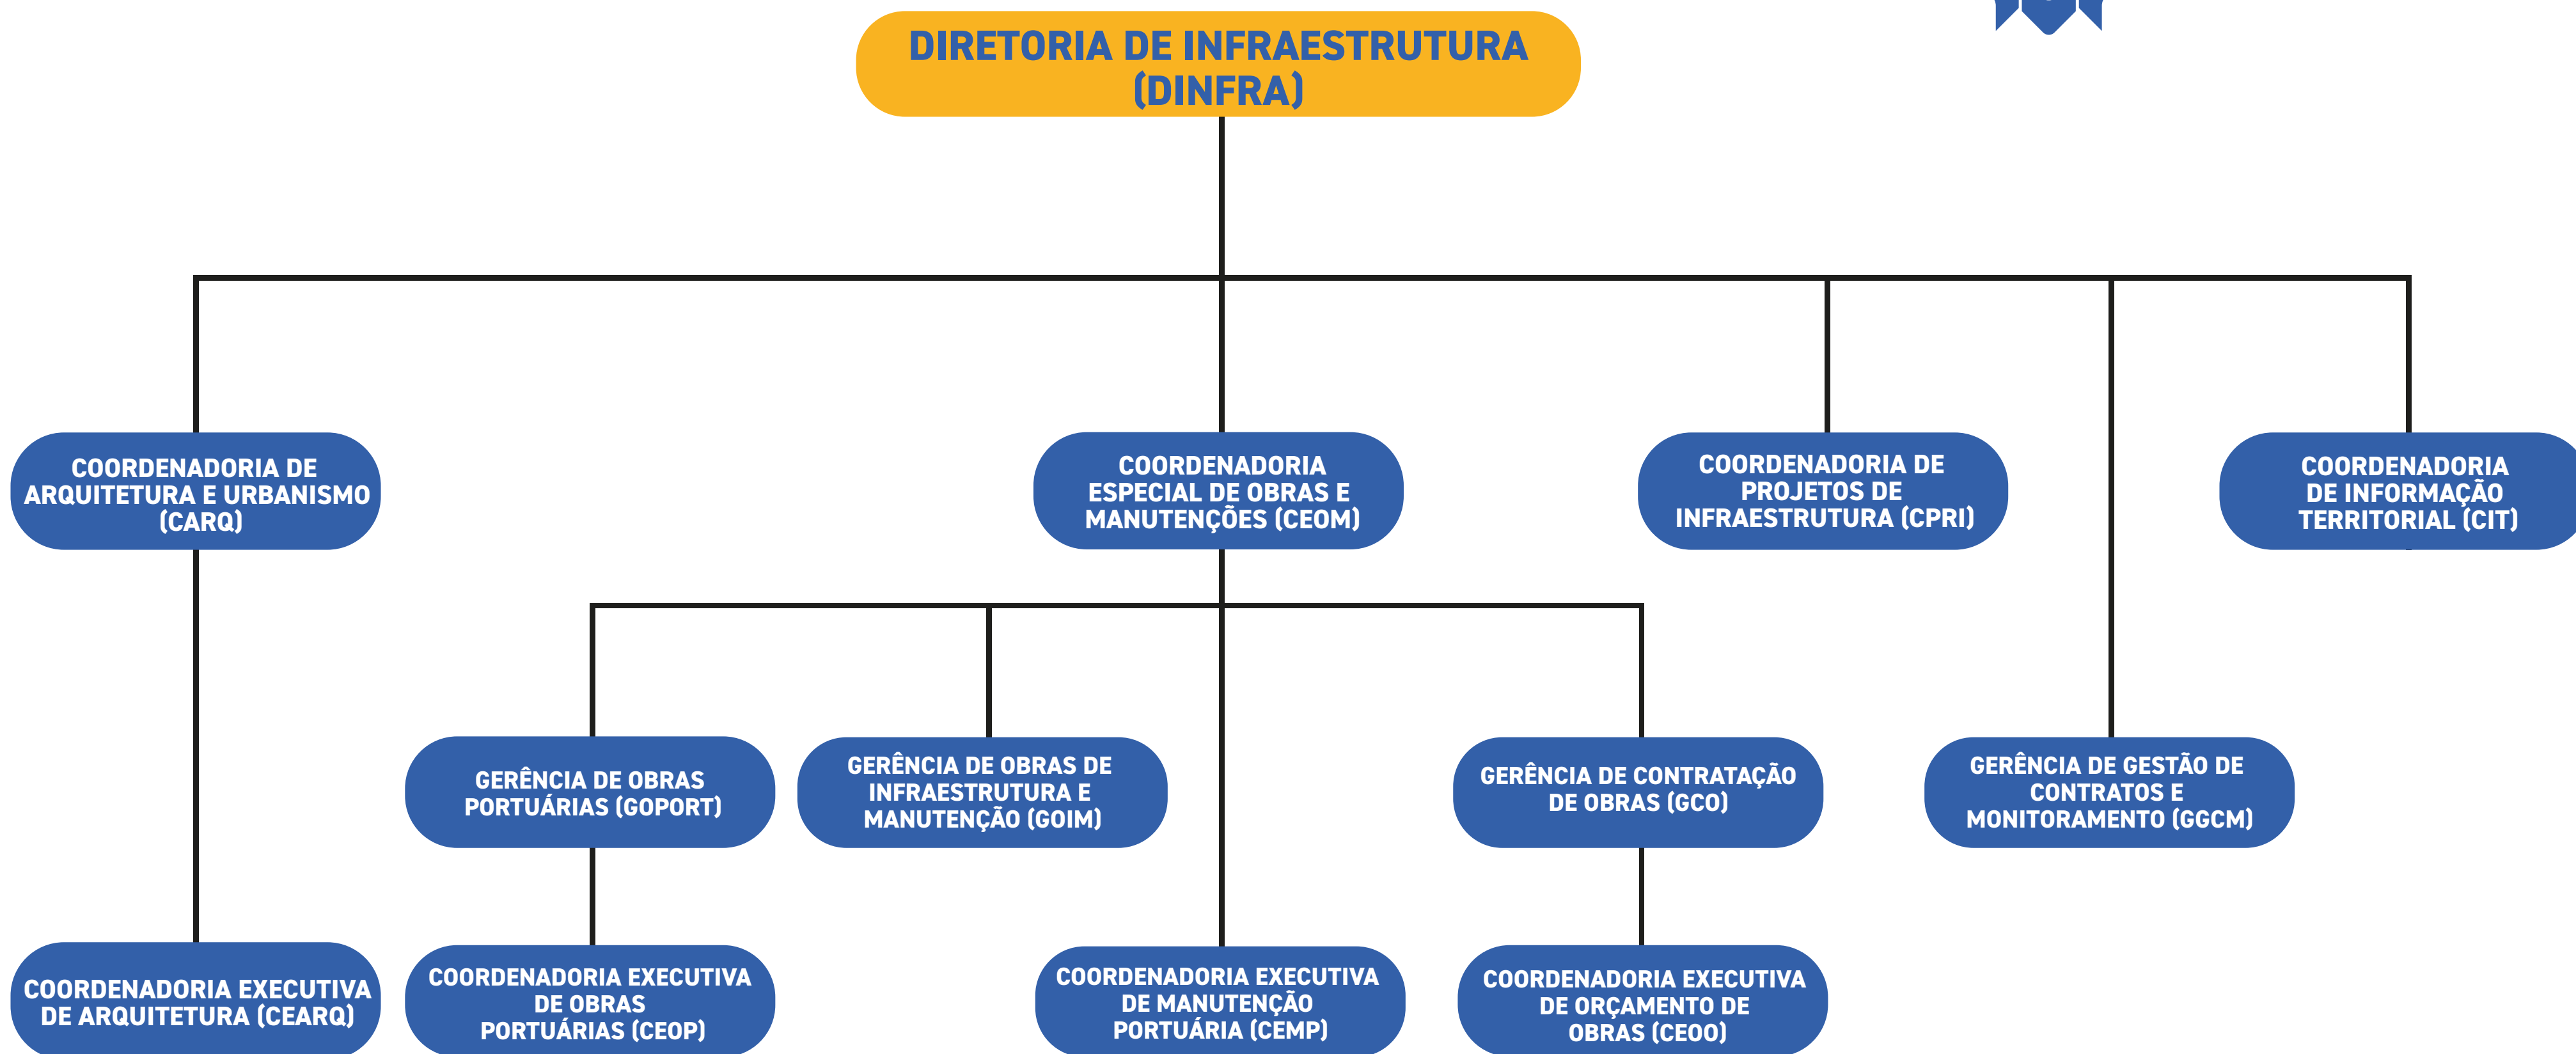 DIRETORIA DE INFRAESTRUTURA
(DINFRA)
COORDENADORIA DE
ARQUITETURA E URBANISMO
(CARQ)
COORDENADORIA
ESPECIAL DE OBRAS E
MANUTENÇÕES (CEOM)
COORDENADORIA DE
PROJETOS DE
INFRAESTRUTURA (CPRI)
COORDENADORIA
DE INFORMAÇÃO
TERRITORIAL (CIT)
GERÊNCIA DE OBRAS
PORTUÁRIAS (GOPORT)
GERÊNCIA DE OBRAS DE
INFRAESTRUTURA E
MANUTENÇÃO (GOIM)
GERÊNCIA DE CONTRATAÇÃO
DE OBRAS (GCO)
GERÊNCIA DE GESTÃO DE
CONTRATOS E
MONITORAMENTO (GGCM)
COORDENADORIA EXECUTIVA
DE ARQUITETURA (CEARQ)
COORDENADORIA EXECUTIVA
DE OBRAS
PORTUÁRIAS (CEOP)
COORDENADORIA EXECUTIVA
DE MANUTENÇÃO
PORTUÁRIA (CEMP)
COORDENADORIA EXECUTIVA
DE ORÇAMENTO DE
OBRAS (CEOO)